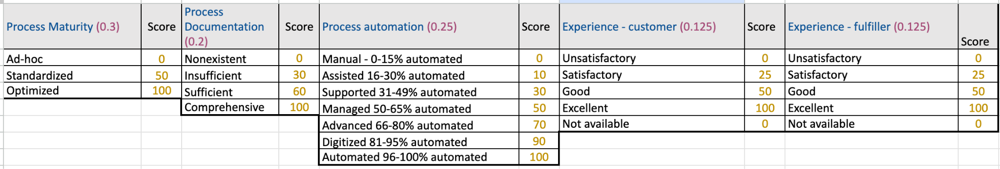 Process Maturity (0.3) Score Process Documentation (0.2) Score Process automation (0.25) Score Experience - customer (0.125) Score Experience - fulfiller (0.125) Score
Ad-hoc 0 Nonexistent 0 Manual - 0-15% automated 0 Unsatisfactory 0 Unsatisfactory 0
Standardized 50 Insufficient 30 Assisted 16-30% automated 10 Satisfactory 25 Satisfactory 25
Optimized 100 Sufficient 60 Supported 31-49% automated 30 Good 50 Good 50
Comprehensive 100 Managed 50-65% automated 50 Excellent 100 Excellent 100
Advanced 66-80% automated 70 Not available 0 Not available 0
Digitized 81-95% automated 90
Automated 96-100% automated 100